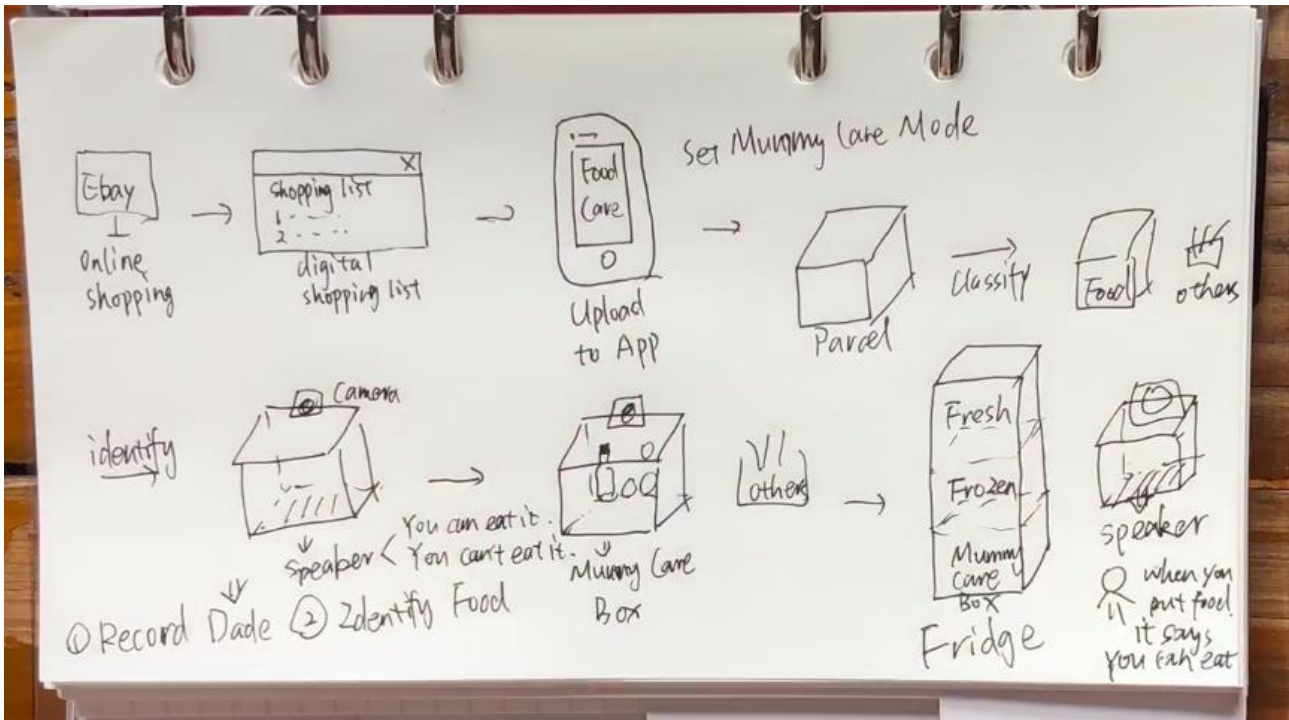 Set Mummy Care Mode
Ebay
online
shopping
X
shopping list
1
2
digital
shopping list
Food
Care
Upload
to App
Parcel
Classify
Food
others
identify
Camera
Speaber
You can eat it.
You can't eat it.
① Record Dade ② Identify Food
Mummy Care
Box
others
Fresh
Frozen
Mummy
Care
Box
Fridge
Speaker
when you
put food
it says
You can eat